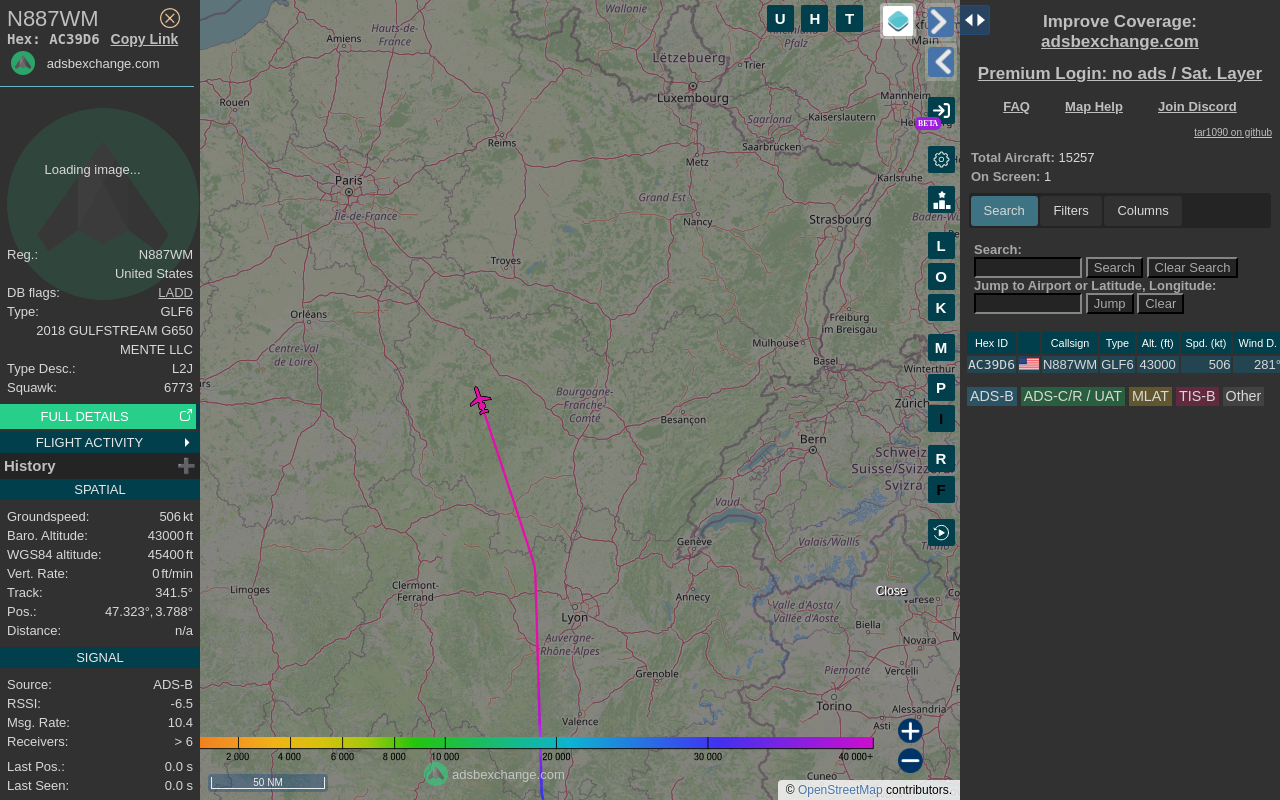 N887WM
Hex: AC39D6 Copy Link
adsbexchange.com
Loading image...
Reg.: N887WM
United States
DB flags: LADD
Type: GLF6
2018 GULFSTREAM G650
MENTE LLC
Type Desc.: L2J
Squawk: 6773
FULL DETAILS
FLIGHT ACTIVITY
History
SPATIAL
Groundspeed: 506 kt
Baro. Altitude: 43000 ft
WGS84 altitude: 45400 ft
Vert. Rate: 0 ft/min
Track: 341.5°
Pos.: 47.323°, 3.788°
Distance: n/a
SIGNAL
Source: ADS-B
RSSI: -6.5
Msg. Rate: 10.4
Receivers: > 6
Last Pos.: 0.0 s
Last Seen: 0.0 s
Wallonie
Hauts-de-
France
Amiens
Pfalz
Main
Lëtzebuerg
Trier
Luxembourg
Rouen
Mannheim
Saarland
Kaiserslautern
Reims
Saarbrücken
Metz
Paris
Karlsruhe
Grand Est
Île-de-France
Nancy
Strasbourg
Troyes
Orléans
Freiburg
im Breisgau
Centre-Val
de Loire
Mulhouse
Basel
Winterthur
Bourgogne-
Franche-
Comté
Besançon
Zürich
Bern
Schweiz
Suisse/Svizzera
Svizra
Vaud
Genève
Valais/Wallis
Ticino
Limoges
Clermont-
Ferrand
Annecy
Close
Varese
Lyon
Valle d'Aosta /
Vallée d'Aoste
Biella
Auvergne-
Rhône-Alpes
Novara
Grenoble
Piemonte
Vercelli
Torino
Alessandria
Valence
Asti
Cuneo
2 000 4 000 6 000 8 000 10 000 20 000 30 000 40 000+
50 NM
adsbexchange.com
© OpenStreetMap contributors.
U H T
BETA
L
O
K
M
P
I
R
F
Improve Coverage:
adsbexchange.com
Premium Login: no ads / Sat. Layer
FAQ Map Help Join Discord
tar1090 on github
Total Aircraft: 15257
On Screen: 1
Search Filters Columns
Search:
Search Clear Search
Jump to Airport or Latitude, Longitude:
Jump Clear
Hex ID Callsign Type Alt. (ft) Spd. (kt) Wind D.
AC39D6 N887WM GLF6 43000 506 281°
ADS-B ADS-C/R / UAT MLAT TIS-B Other